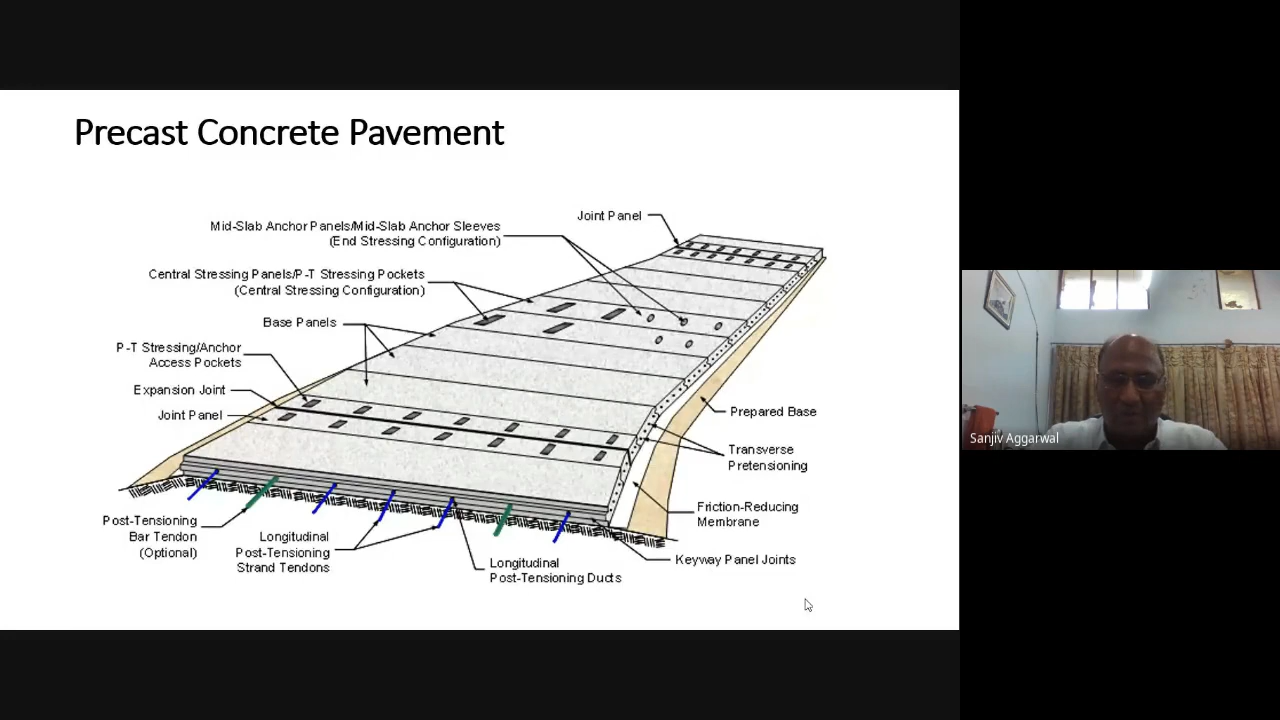 Precast Concrete Pavement
Joint Panel
Mid-Slab Anchor Panels/Mid-Slab Anchor Sleeves
(End Stressing Configuration)
Central Stressing Panels/P-T Stressing Pockets
(Central Stressing Configuration)
Base Panels
P-T Stressing/Anchor
Access Pockets
Expansion Joint
Joint Panel
Prepared Base
Transverse
Pretensioning
Friction-Reducing
Membrane
Keyway Panel Joints
Post-Tensioning
Bar Tendon
(Optional)
Longitudinal
Post-Tensioning
Strand Tendons
Longitudinal
Post-Tensioning Ducts
Sanjiv Aggarwal